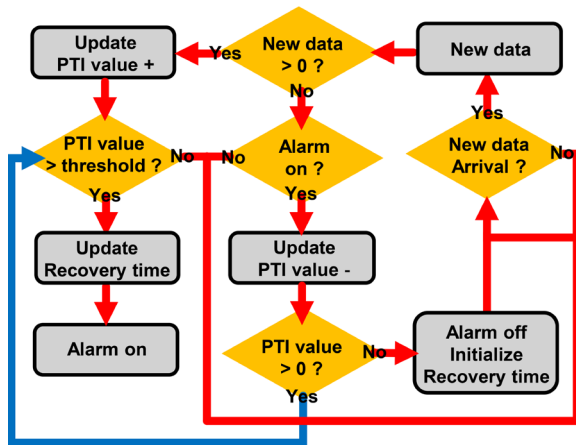 Update
PTI value +
Yes
New data
> 0 ?
No
New data
Yes
PTI value
> threshold ?
No
Yes
No
Alarm
on ?
Yes
New data
Arrival ?
No
Update
Recovery time
Update
PTI value -
Alarm on
PTI value
> 0 ?
No
Yes
Alarm off
Initialize
Recovery time